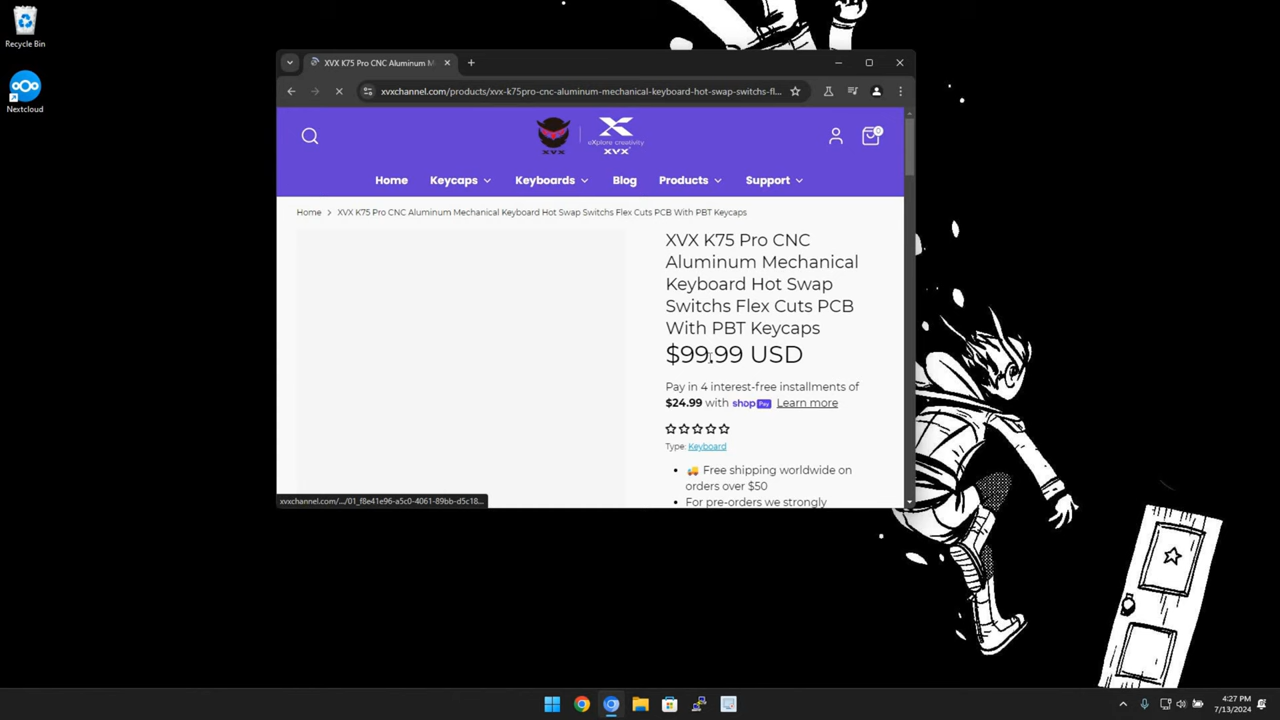 Recycle Bin
Nextcloud
XVX K75 Pro CNC Aluminum M
xvxchannel.com/products/xvx-k75pro-cnc-aluminum-mechanical-keyboard-hot-swap-switchs-fl...
XVX
eXplore creativity
XVX
0
Home
Keycaps
Keyboards
Blog
Products
Support
Home > XVX K75 Pro CNC Aluminum Mechanical Keyboard Hot Swap Switchs Flex Cuts PCB With PBT Keycaps
XVX K75 Pro CNC
Aluminum Mechanical
Keyboard Hot Swap
Switchs Flex Cuts PCB
With PBT Keycaps
$99.99 USD
Pay in 4 interest-free installments of
$24.99 with shop Pay Learn more
Type: Keyboard
• 🚚 Free shipping worldwide on
orders over $50
• For pre-orders we strongly
xvxchannel.com/.../01_f8e41e96-a5c0-4061-89bb-d5c18...
4:27 PM
7/13/2024